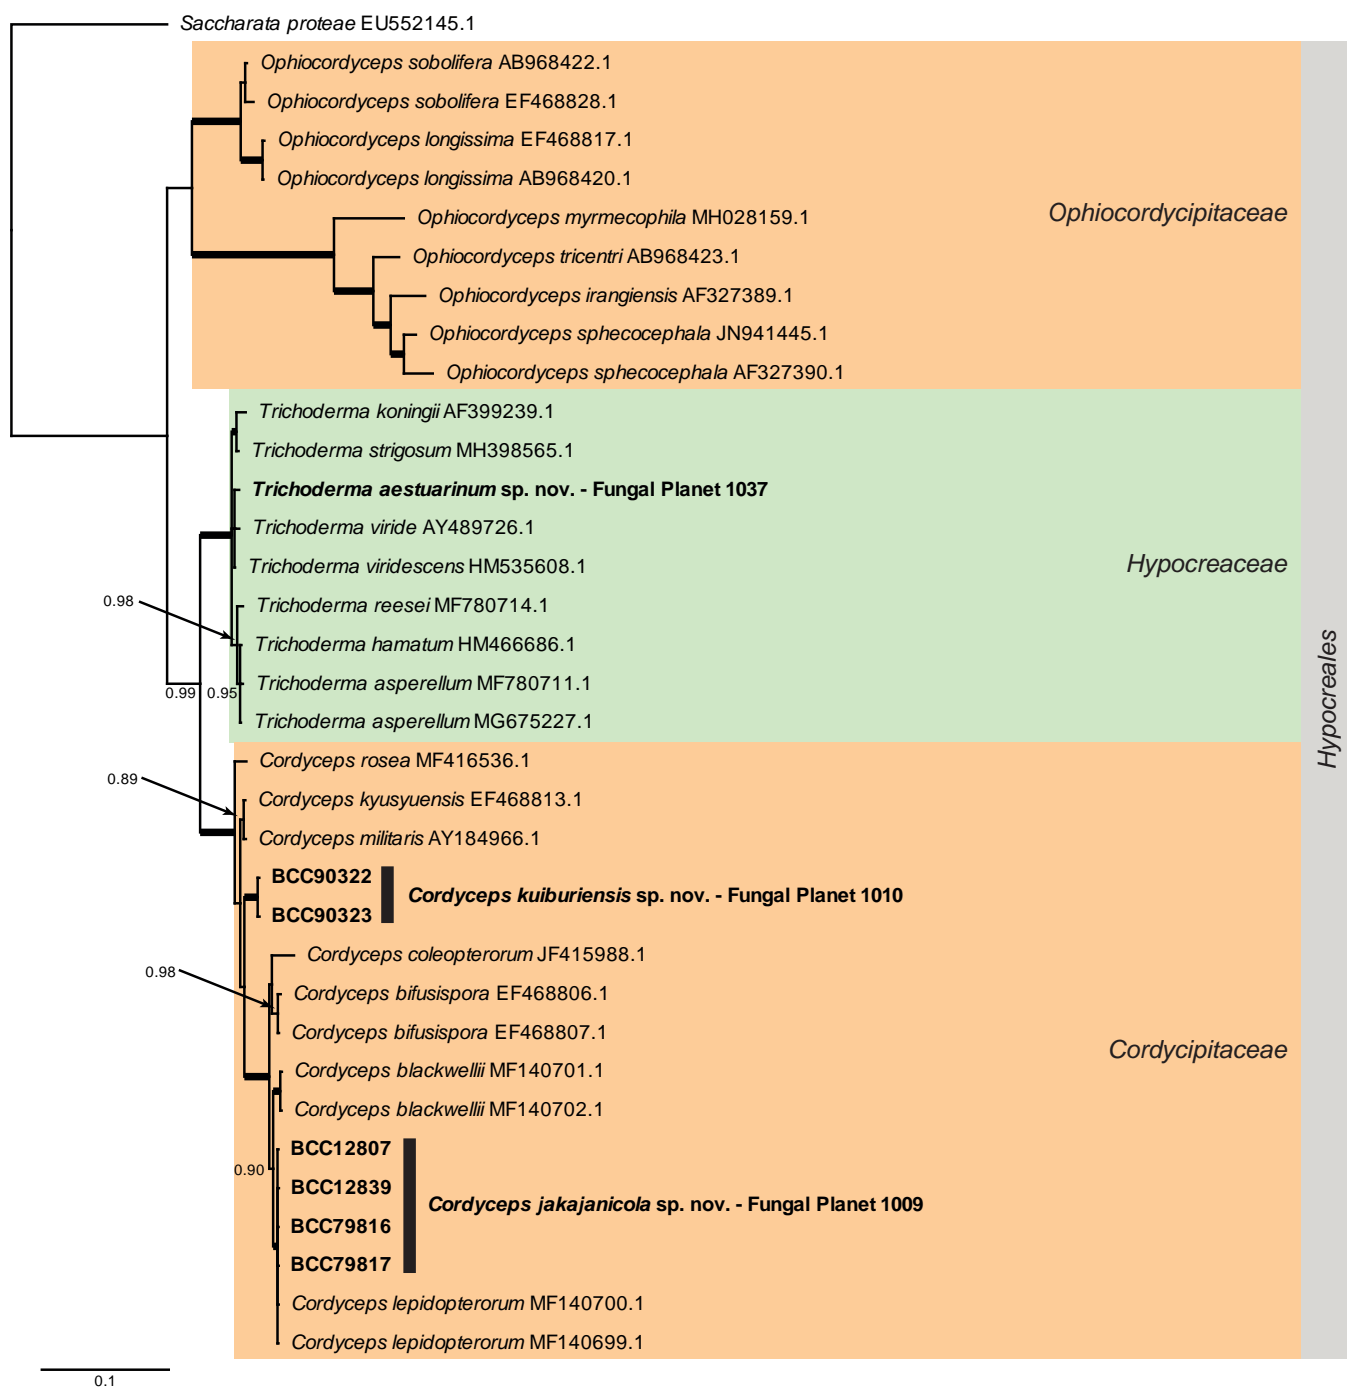 Saccharata proteae EU552145.1
Ophiocordyceps sobolifera AB968422.1
Ophiocordyceps sobolifera EF468828.1
Ophiocordyceps longissima EF468817.1
Ophiocordyceps longissima AB968420.1
Ophiocordyceps myrmecophila MH028159.1
Ophiocordycipitaceae
Ophiocordyceps tricentri AB968423.1
Ophiocordyceps irangiensis AF327389.1
Ophiocordyceps sphecocephala JN941445.1
Ophiocordyceps sphecocephala AF327390.1
Trichoderma koningii AF399239.1
Trichoderma strigosum MH398565.1
Trichoderma aestuarinum sp. nov. - Fungal Planet 1037
Trichoderma viride AY489726.1
Trichoderma viridescens HM535608.1
Hypocreaceae
0.98
Trichoderma reesei MF780714.1
Trichoderma hamatum HM466686.1
Trichoderma asperellum MF780711.1
0.99
0.95
Trichoderma asperellum MG675227.1
Hypocreales
Cordyceps rosea MF416536.1
0.89
Cordyceps kyusyuensis EF468813.1
Cordyceps militaris AY184966.1
BCC90322
BCC90323
Cordyceps kuiburiensis sp. nov. - Fungal Planet 1010
Cordyceps coleopterorum JF415988.1
0.98
Cordyceps bifusispora EF468806.1
Cordyceps bifusispora EF468807.1
Cordycipitaceae
Cordyceps blackwellii MF140701.1
Cordyceps blackwellii MF140702.1
BCC12807
0.90
BCC12839
BCC79816
BCC79817
Cordyceps jakajanicola sp. nov. - Fungal Planet 1009
Cordyceps lepidopterorum MF140700.1
Cordyceps lepidopterorum MF140699.1
0.1